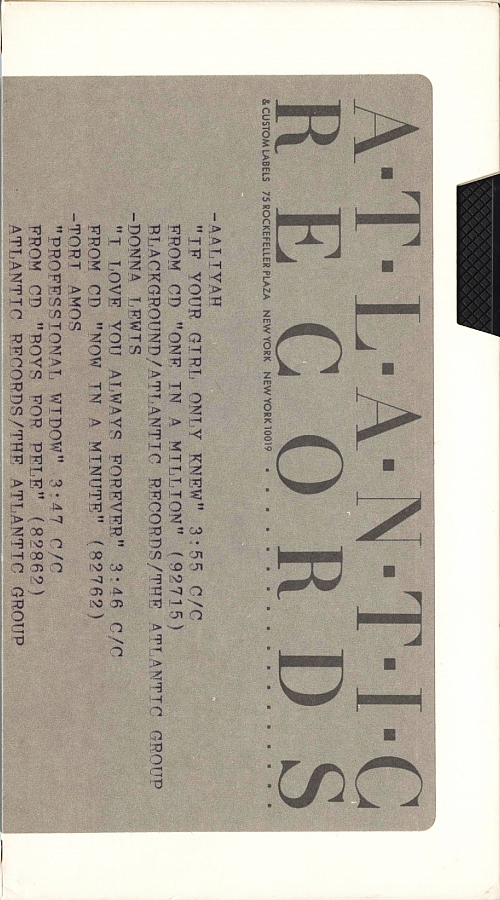 A·T·L·A·N·T·I·C
RECORDS
& CUSTOM LABELS 75 ROCKEFELLER PLAZA NEW YORK NEW YORK 10019
-AALIYAH
"IF YOUR GIRL ONLY KNEW" 3:55 C/C
FROM CD "ONE IN A MILLION" (92715)
BLACKGROUND/ATLANTIC RECORDS/THE ATLANTIC GROUP
-DONNA LEWIS
"I LOVE YOU ALWAYS FOREVER" 3:46 C/C
FROM CD "NOW IN A MINUTE" (82762)
-TORI AMOS
"PROFESSIONAL WIDOW" 3:47 C/C
FROM CD "BOYS FOR PELE" (82862)
ATLANTIC RECORDS/THE ATLANTIC GROUP